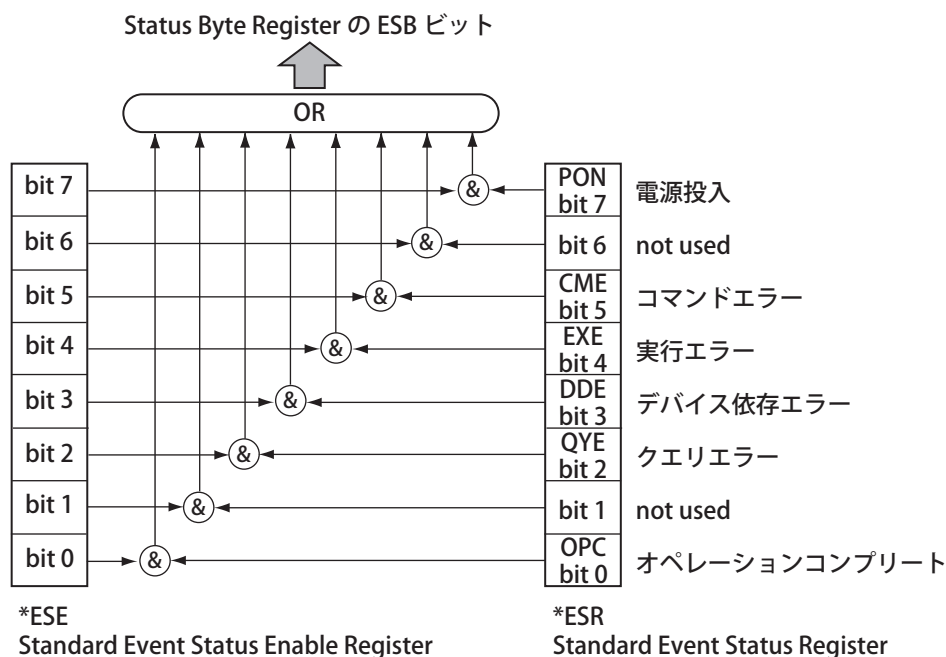 Status Byte Register の ESB ビット
OR
bit 7
&
PON
bit 7
電源投入
bit 6
&
bit 6
not used
bit 5
&
CME
bit 5
コマンドエラー
bit 4
&
EXE
bit 4
実行エラー
bit 3
&
DDE
bit 3
デバイス依存エラー
bit 2
&
QYE
bit 2
クエリエラー
bit 1
&
bit 1
not used
bit 0
&
OPC
bit 0
オペレーションコンプリート
*ESE
Standard Event Status Enable Register
*ESR
Standard Event Status Register